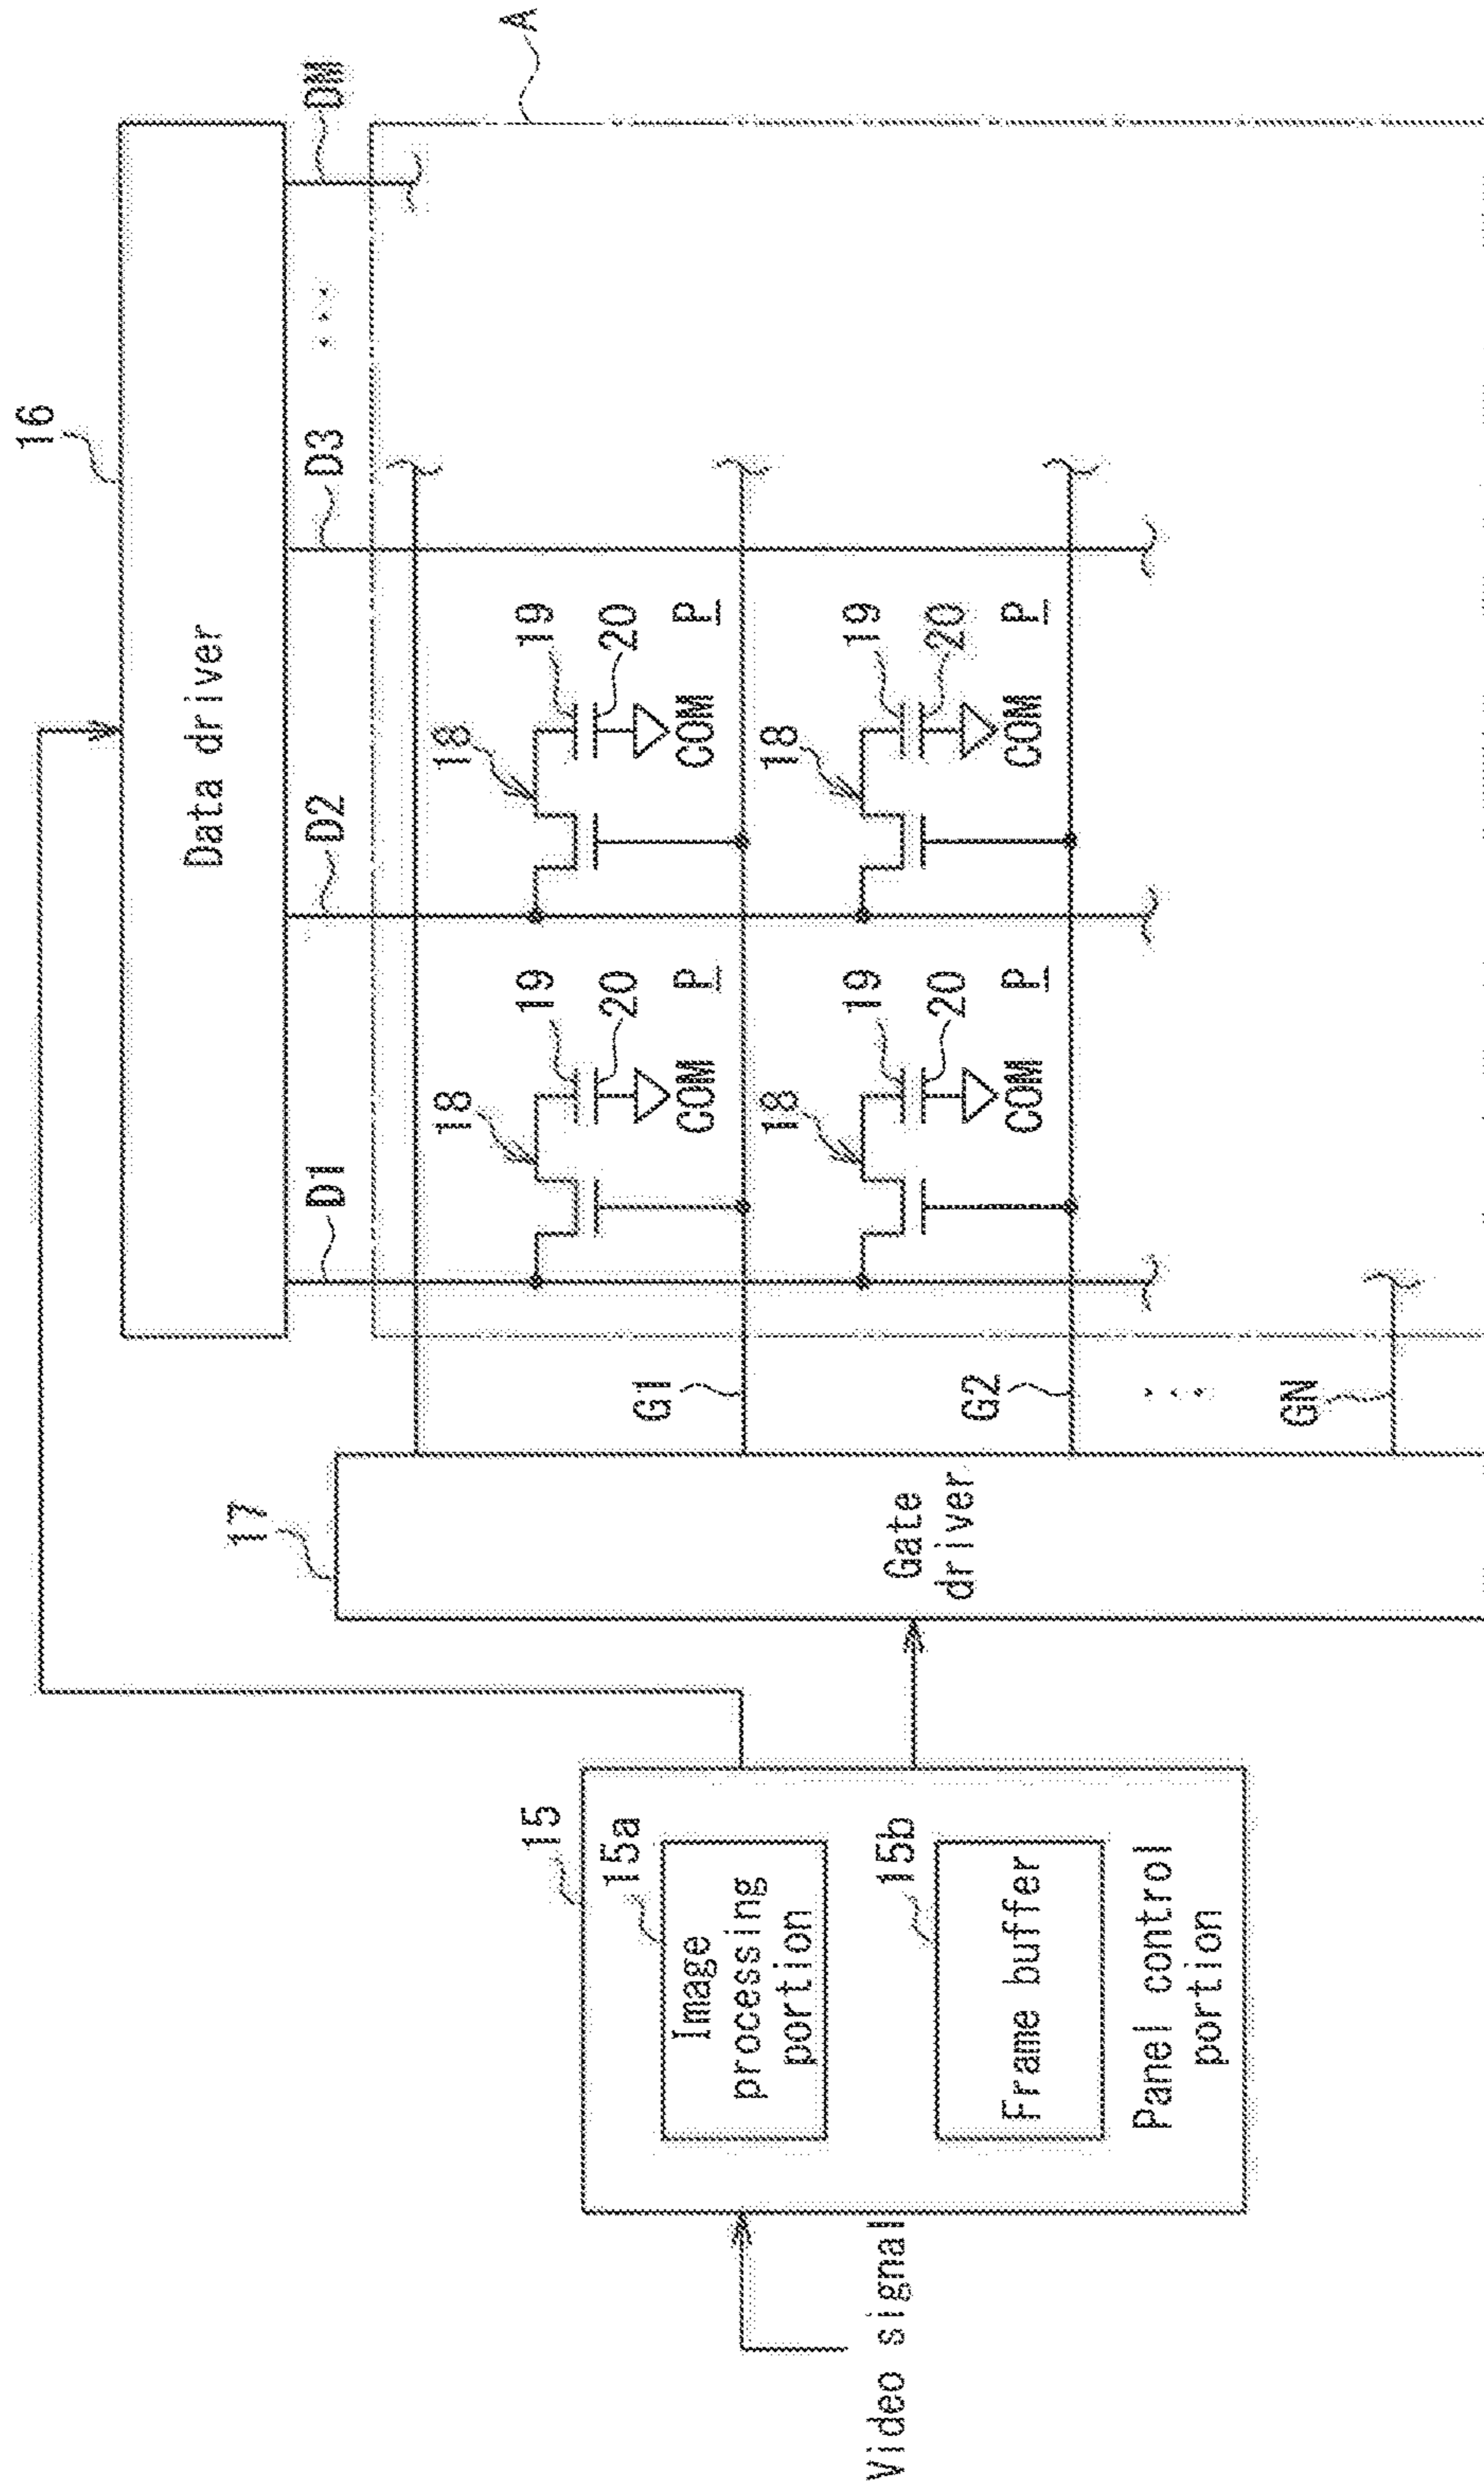 16
Data driver
D1
D2
D3
...
DM
A
17
Gate
driver
G1
G2
...
GN
18
19
20
COM
P
18
19
20
COM
P
18
19
20
COM
P
18
19
20
COM
P
15
15a
Image
processing
portion
15b
Frame buffer
Panel control
portion
Video signal